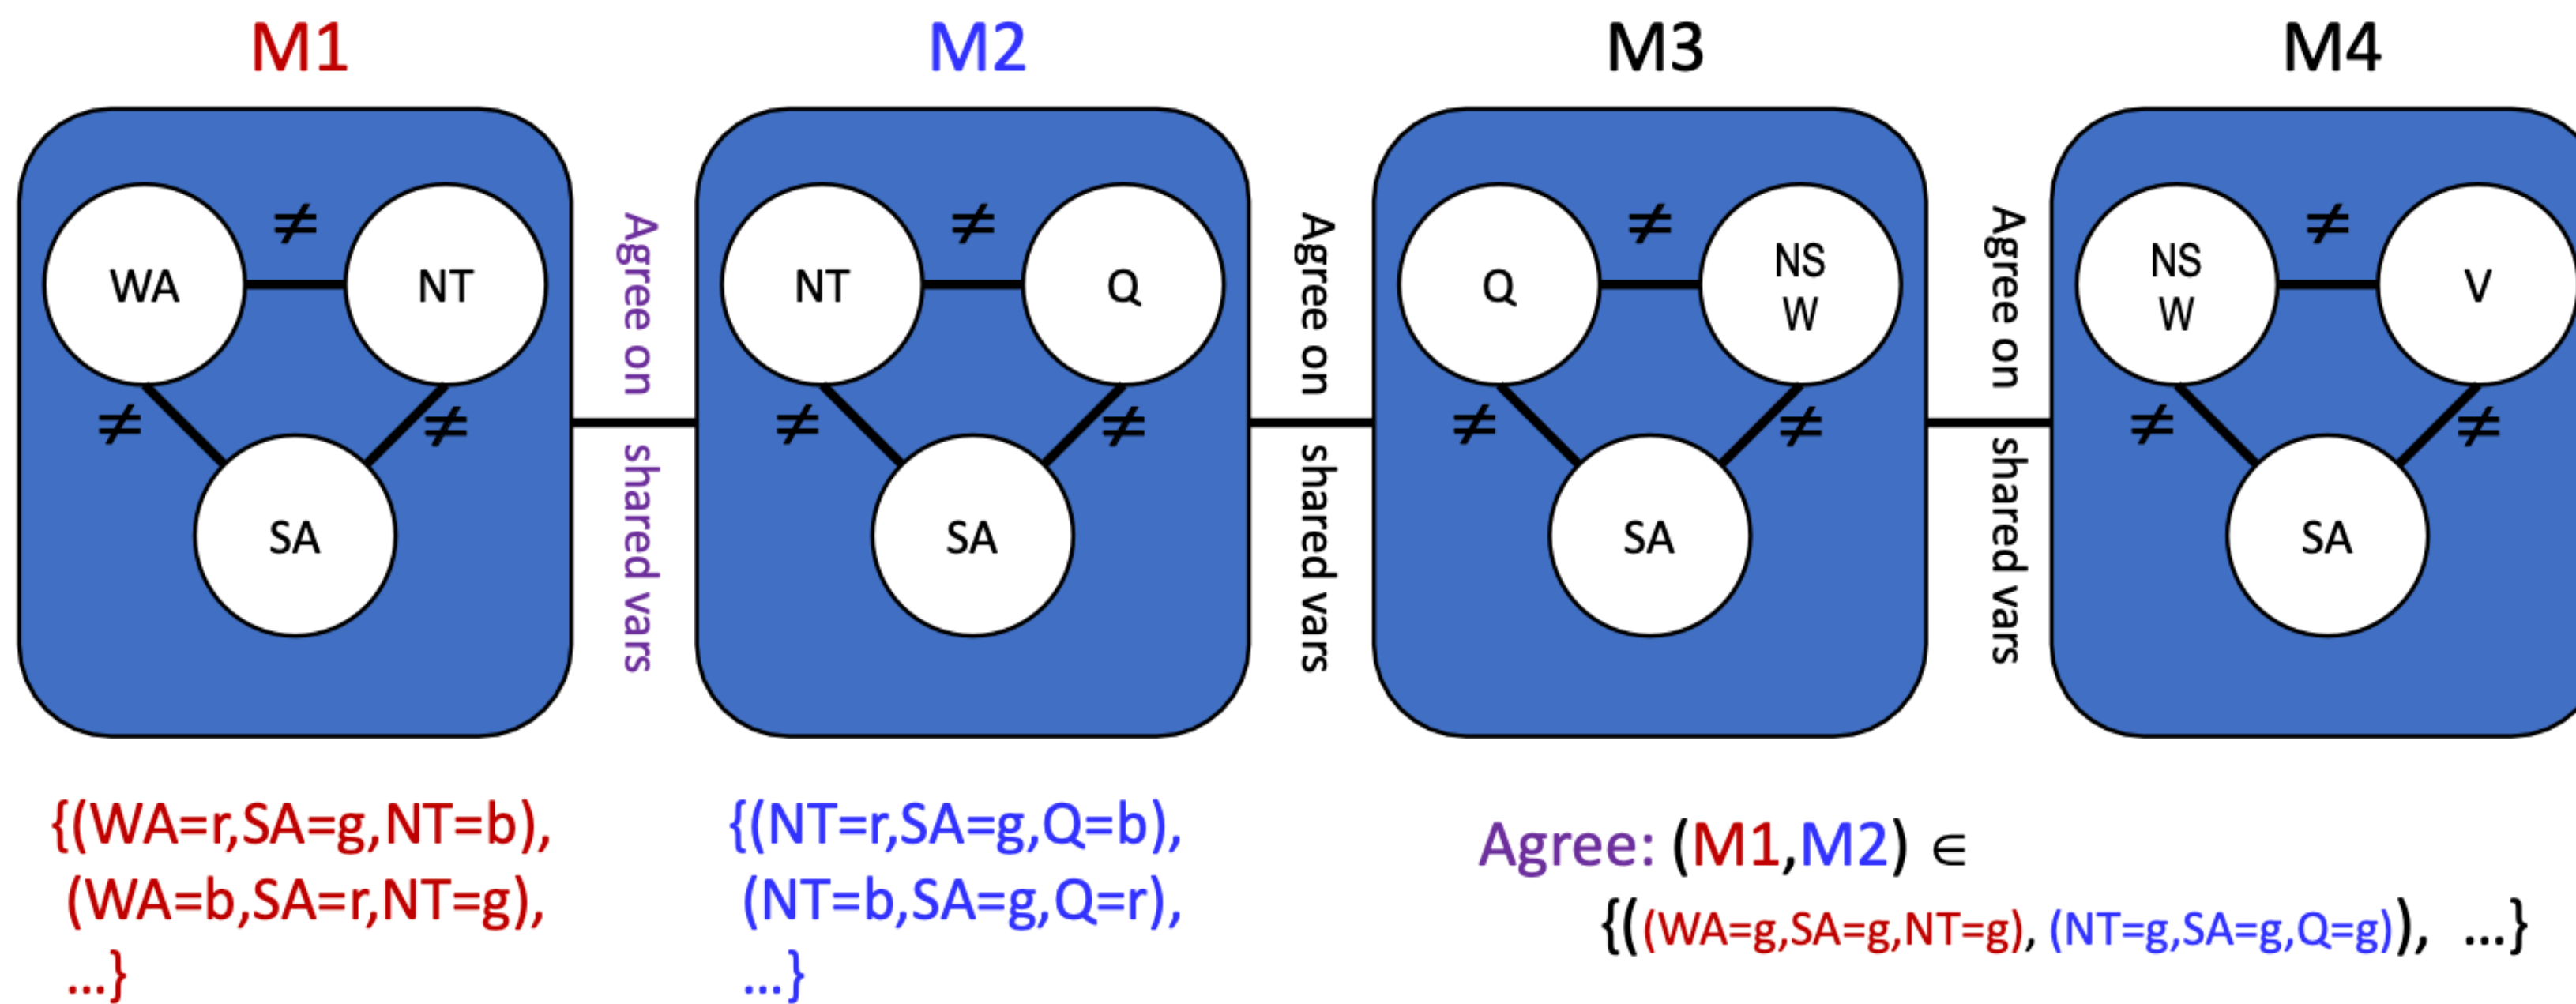 M1
M2
M3
M4
WA
≠
NT
≠
≠
SA
Agree on
shared vars
NT
≠
Q
≠
≠
SA
Agree on
shared vars
Q
≠
NS
W
≠
≠
SA
Agree on
shared vars
NS
W
≠
V
≠
≠
SA
{(WA=r,SA=g,NT=b),
(WA=b,SA=r,NT=g),
...}
{(NT=r,SA=g,Q=b),
(NT=b,SA=g,Q=r),
...}
Agree: (M1,M2) ∈
{((WA=g,SA=g,NT=g), (NT=g,SA=g,Q=g)), ...}